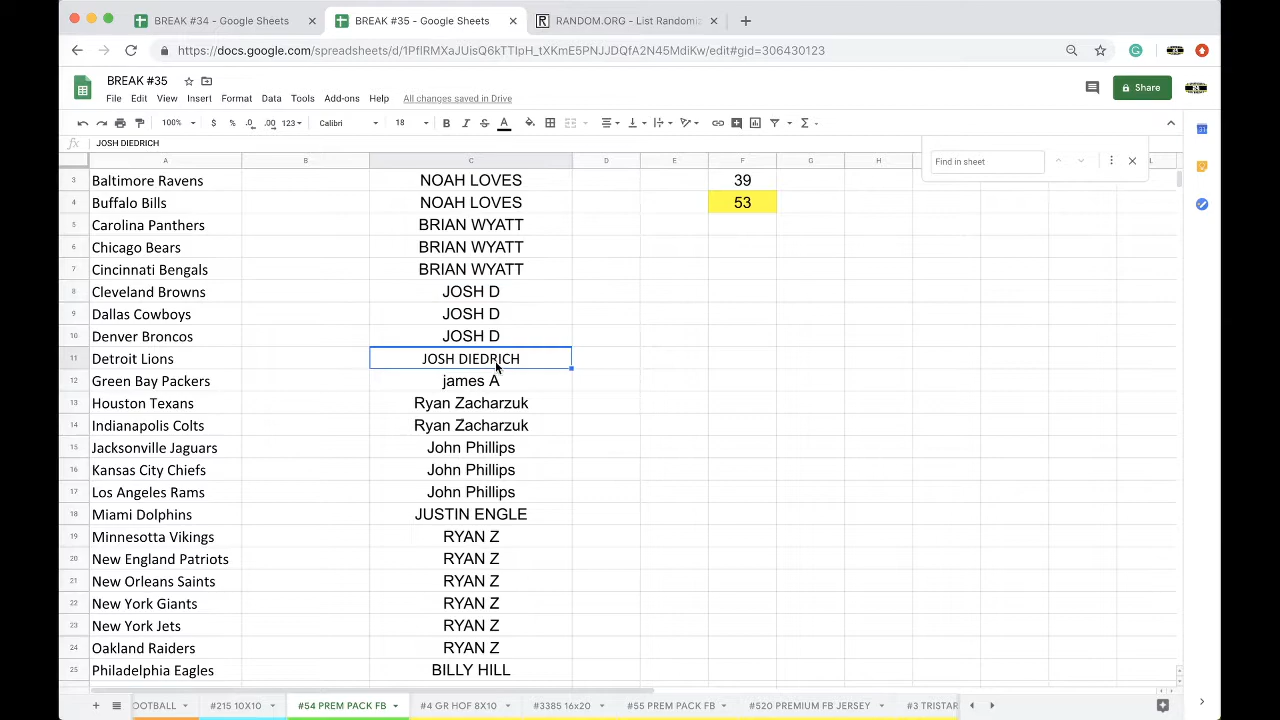 BREAK #34 - Google Sheets
BREAK #35 - Google Sheets
RANDOM.ORG - List Randomi
https://docs.google.com/spreadsheets/d/1PfIRMXaJUisQ6kTTlpH_tXKmE5PNJJDQfA2N45MdiKw/edit#gid=306430123
BREAK #35
File Edit View Insert Format Data Tools Add-ons Help All changes saved in Drive
Share
100% $ % .0 .00 123 Calibri 18 B I S A
fx JOSH DIEDRICH
Find in sheet
A B C D E F G H L
3 Baltimore Ravens NOAH LOVES 39
4 Buffalo Bills NOAH LOVES 53
5 Carolina Panthers BRIAN WYATT
6 Chicago Bears BRIAN WYATT
7 Cincinnati Bengals BRIAN WYATT
8 Cleveland Browns JOSH D
9 Dallas Cowboys JOSH D
10 Denver Broncos JOSH D
11 Detroit Lions JOSH DIEDRICH
12 Green Bay Packers james A
13 Houston Texans Ryan Zacharzuk
14 Indianapolis Colts Ryan Zacharzuk
15 Jacksonville Jaguars John Phillips
16 Kansas City Chiefs John Phillips
17 Los Angeles Rams John Phillips
18 Miami Dolphins JUSTIN ENGLE
19 Minnesotta Vikings RYAN Z
20 New England Patriots RYAN Z
21 New Orleans Saints RYAN Z
22 New York Giants RYAN Z
23 New York Jets RYAN Z
24 Oakland Raiders RYAN Z
25 Philadelphia Eagles BILLY HILL
OOTBALL #215 10X10 #54 PREM PACK FB #4 GR HOF 8X10 #3385 16x20 #55 PREM PACK FB #520 PREMIUM FB JERSEY #3 TRISTAR